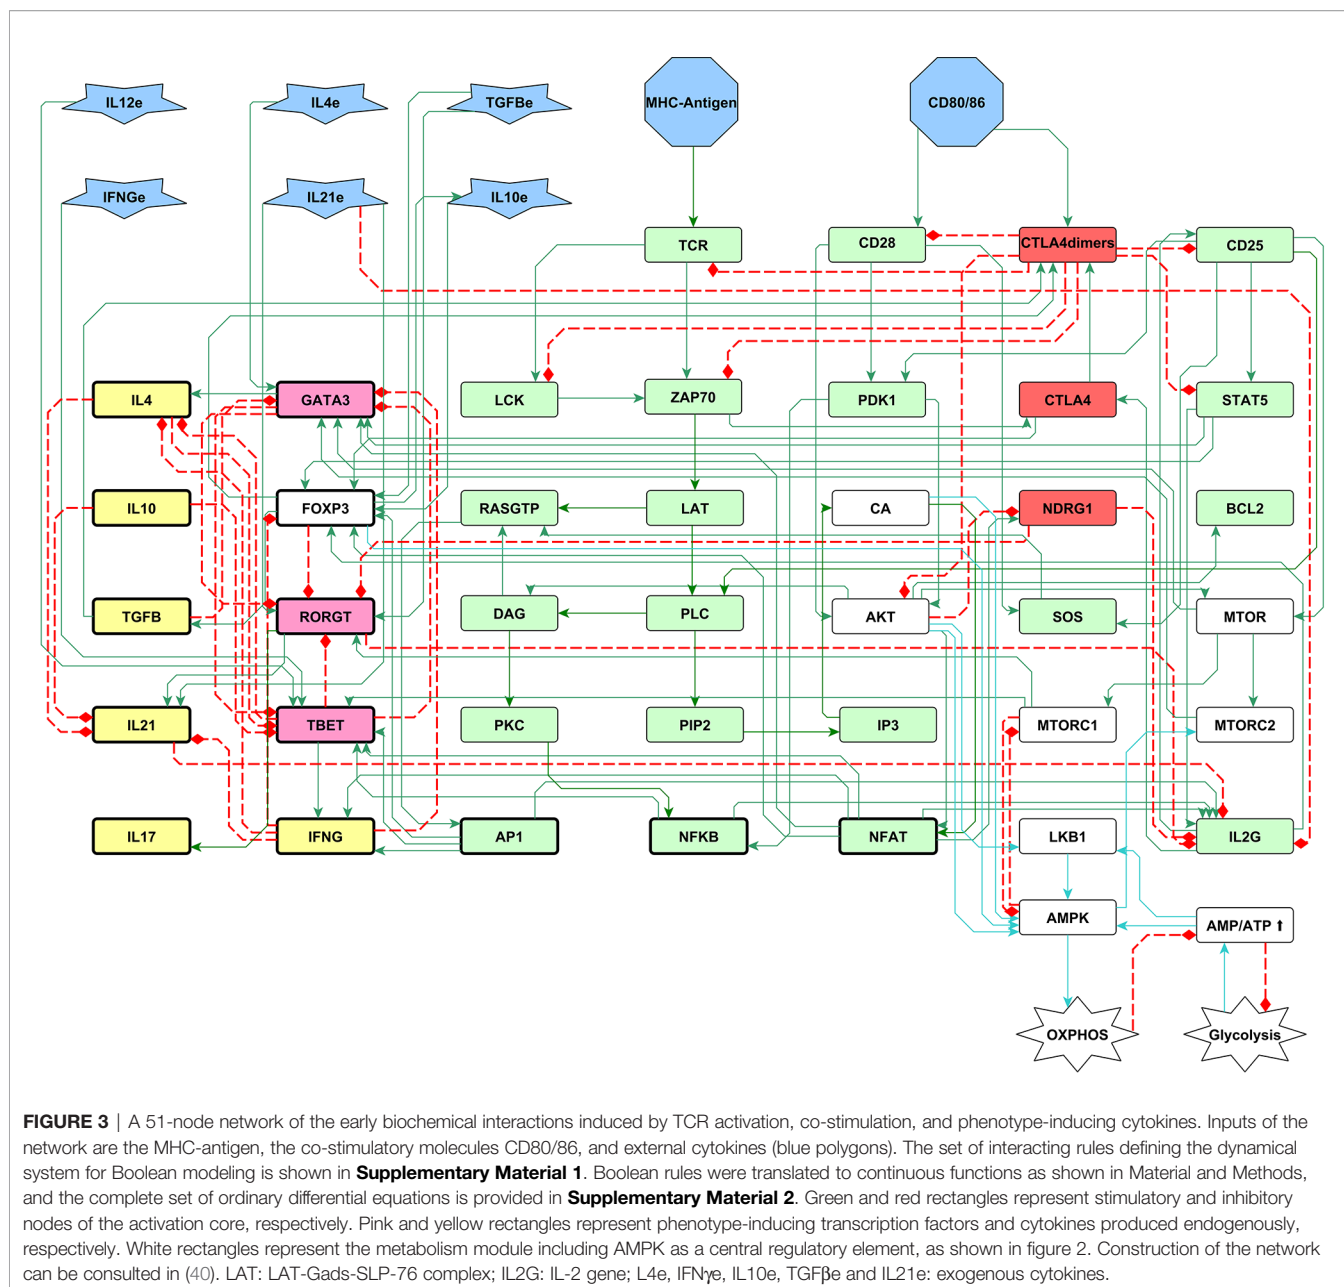 IL12e
IL4e
TGFBe
MHC-Antigen
CD80/86
IFNGe
IL21e
IL10e
TCR
CD28
CTLA4dimers
CD25
IL4
GATA3
LCK
ZAP70
PDK1
CTLA4
STAT5
IL10
FOXP3
RASGTP
LAT
CA
NDRG1
BCL2
TGFB
RORGT
DAG
PLC
AKT
SOS
MTOR
IL21
TBET
PKC
PIP2
IP3
MTORC1
MTORC2
IL17
IFNG
AP1
NFKB
NFAT
LKB1
IL2G
AMPK
AMP/ATP ⬆
OXPHOS
Glycolysis
FIGURE 3 | A 51-node network of the early biochemical interactions induced by TCR activation, co-stimulation, and phenotype-inducing cytokines. Inputs of the
network are the MHC-antigen, the co-stimulatory molecules CD80/86, and external cytokines (blue polygons). The set of interacting rules defining the dynamical
system for Boolean modeling is shown in Supplementary Material 1. Boolean rules were translated to continuous functions as shown in Material and Methods,
and the complete set of ordinary differential equations is provided in Supplementary Material 2. Green and red rectangles represent stimulatory and inhibitory
nodes of the activation core, respectively. Pink and yellow rectangles represent phenotype-inducing transcription factors and cytokines produced endogenously,
respectively. White rectangles represent the metabolism module including AMPK as a central regulatory element, as shown in figure 2. Construction of the network
can be consulted in (40). LAT: LAT-Gads-SLP-76 complex; IL2G: IL-2 gene; L4e, IFNγe, IL10e, TGFβe and IL21e: exogenous cytokines.